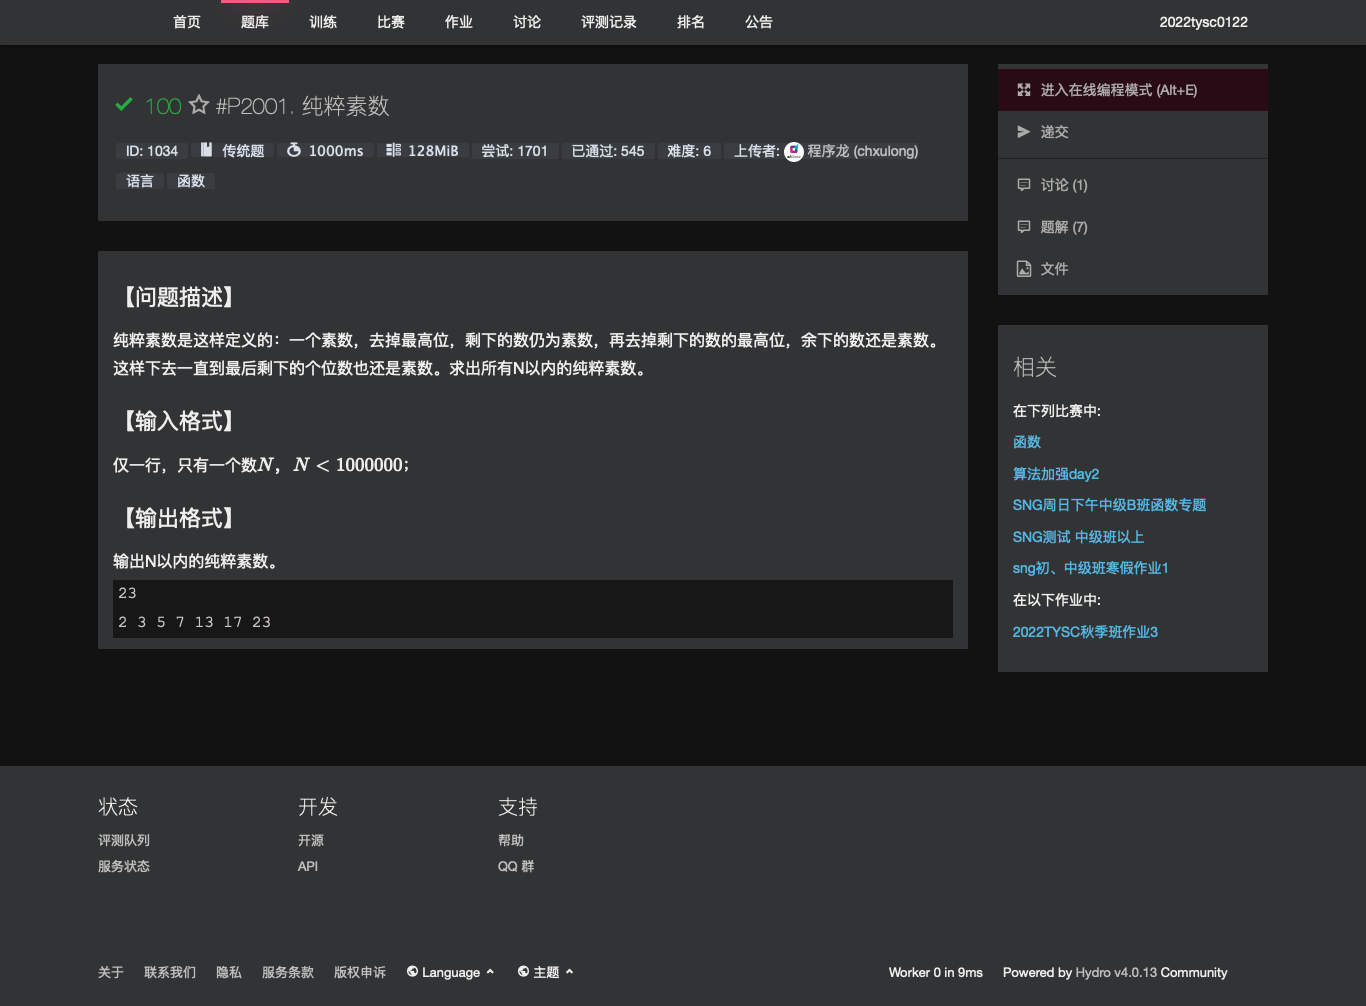 首页 题库 训练 比赛 作业 讨论 评测记录 排名 公告 2022tysc0122
100 #P2001. 纯粹素数
ID: 1034 传统题 1000ms 128MiB 尝试: 1701 已通过: 545 难度: 6 上传者: 程序龙 (chxulong)
语言 函数
【问题描述】
纯粹素数是这样定义的：一个素数，去掉最高位，剩下的数仍为素数，再去掉剩下的数的最高位，余下的数还是素数。
这样下去一直到最后剩下的个位数也还是素数。求出所有N以内的纯粹素数。
【输入格式】
仅一行，只有一个数N，N < 1000000；
【输出格式】
输出N以内的纯粹素数。
23
2 3 5 7 13 17 23
进入在线编程模式 (Alt+E)
递交
讨论 (1)
题解 (7)
文件
相关
在下列比赛中:
函数
算法加强day2
SNG周日下午中级B班函数专题
SNG测试 中级班以上
sng初、中级班寒假作业1
在以下作业中:
2022TYSC秋季班作业3
状态
评测队列
服务状态
开发
开源
API
支持
帮助
QQ 群
关于 联系我们 隐私 服务条款 版权申诉 Language 主题 Worker 0 in 9ms Powered by Hydro v4.0.13 Community